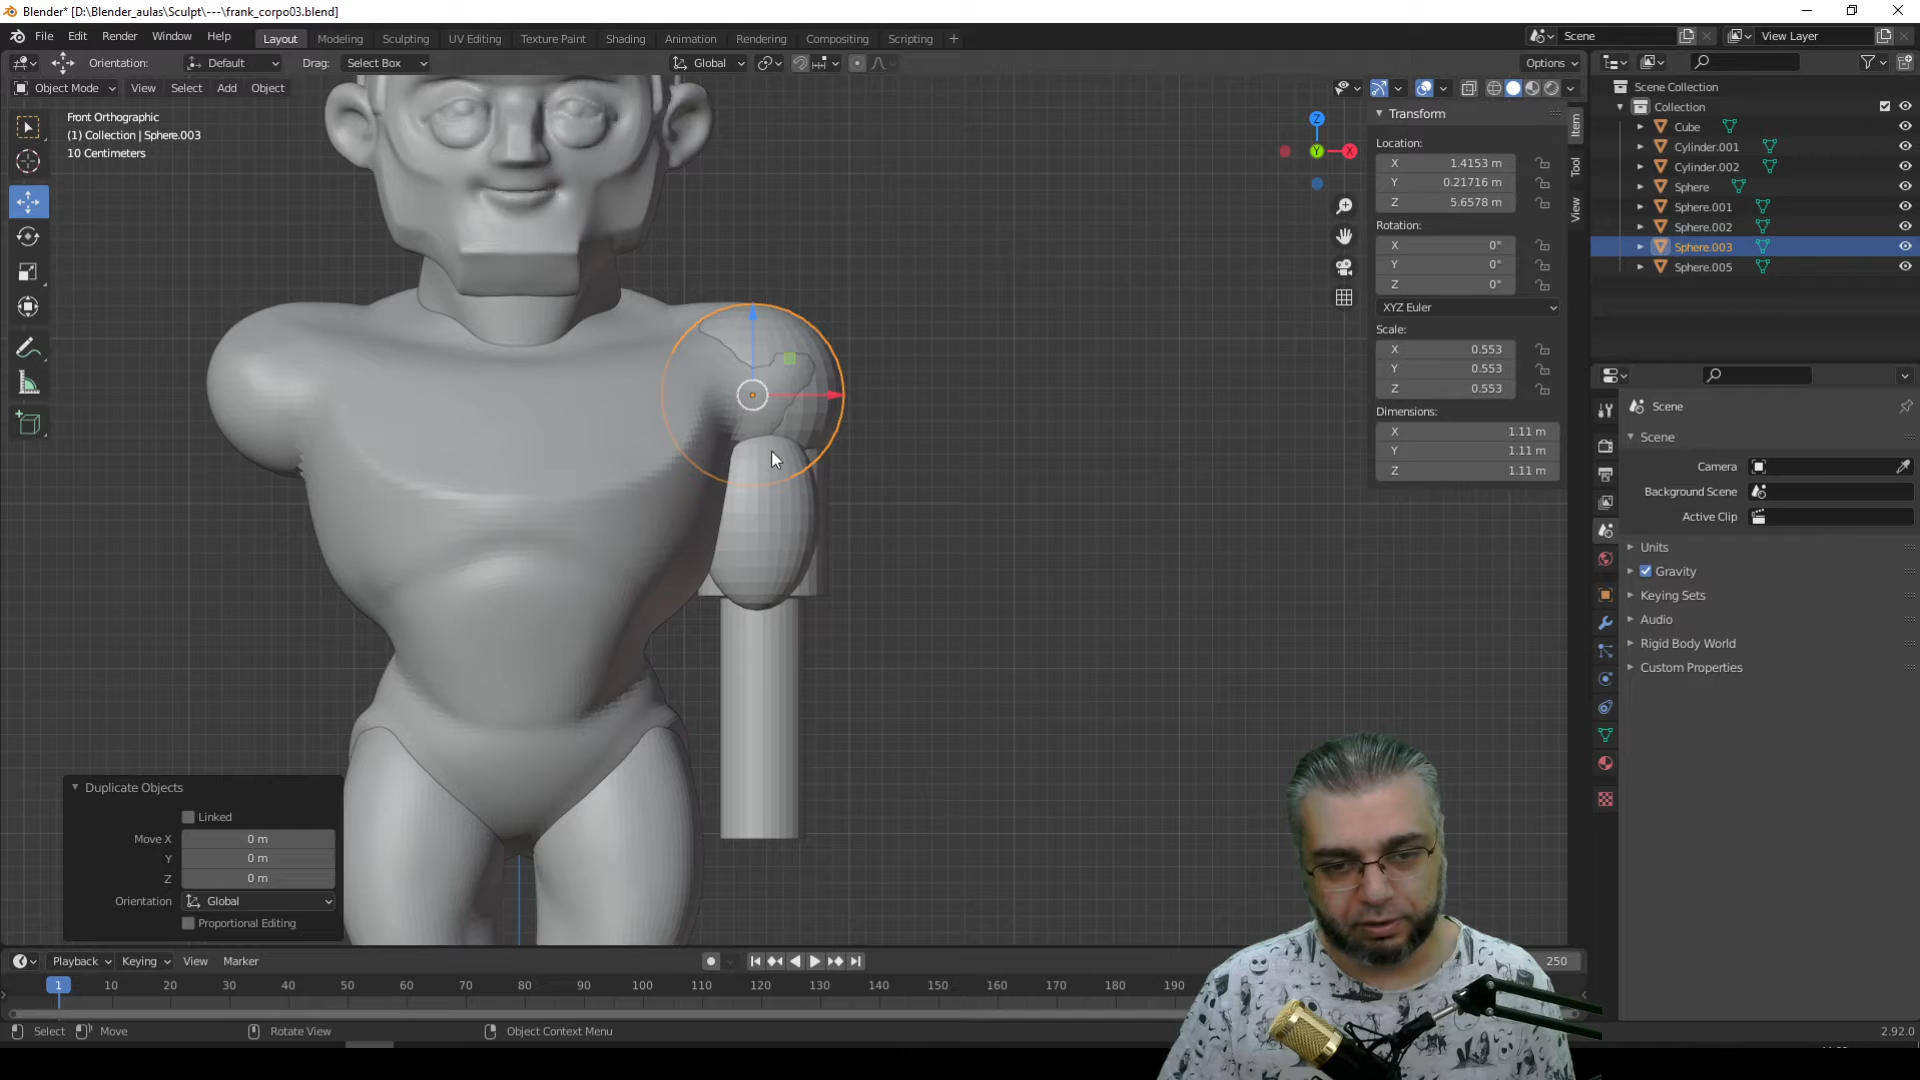 Blender* [D:\Blender_aulas\Sculpt\---\frank_corpo03.blend]
File Edit Render Window Help Layout Modeling Sculpting UV Editing Texture Paint Shading Animation Rendering Compositing Scripting + Scene View Layer
Orientation: Default Drag: Select Box Global Options
Object Mode View Select Add Object
Front Orthographic
(1) Collection | Sphere.003
10 Centimeters
Z
Y
X
Transform
Location:
X 1.4153 m
Y 0.21716 m
Z 5.6578 m
Rotation:
X 0°
Y 0°
Z 0°
XYZ Euler
Scale:
X 0.553
Y 0.553
Z 0.553
Dimensions:
X 1.11 m
Y 1.11 m
Z 1.11 m
Item
Tool
View
Scene Collection
Collection
Cube
Cylinder.001
Cylinder.002
Sphere
Sphere.001
Sphere.002
Sphere.003
Sphere.005
Scene
Scene
Camera
Background Scene
Active Clip
Units
Gravity
Keying Sets
Audio
Rigid Body World
Custom Properties
Duplicate Objects
Linked
Move X 0 m
Y 0 m
Z 0 m
Orientation Global
Proportional Editing
Playback Keying View Marker 250
1 10 20 30 40 50 60 70 80 90 100 110 120 130 140 150 160 170 180 190
Select Move Rotate View Object Context Menu 2.92.0